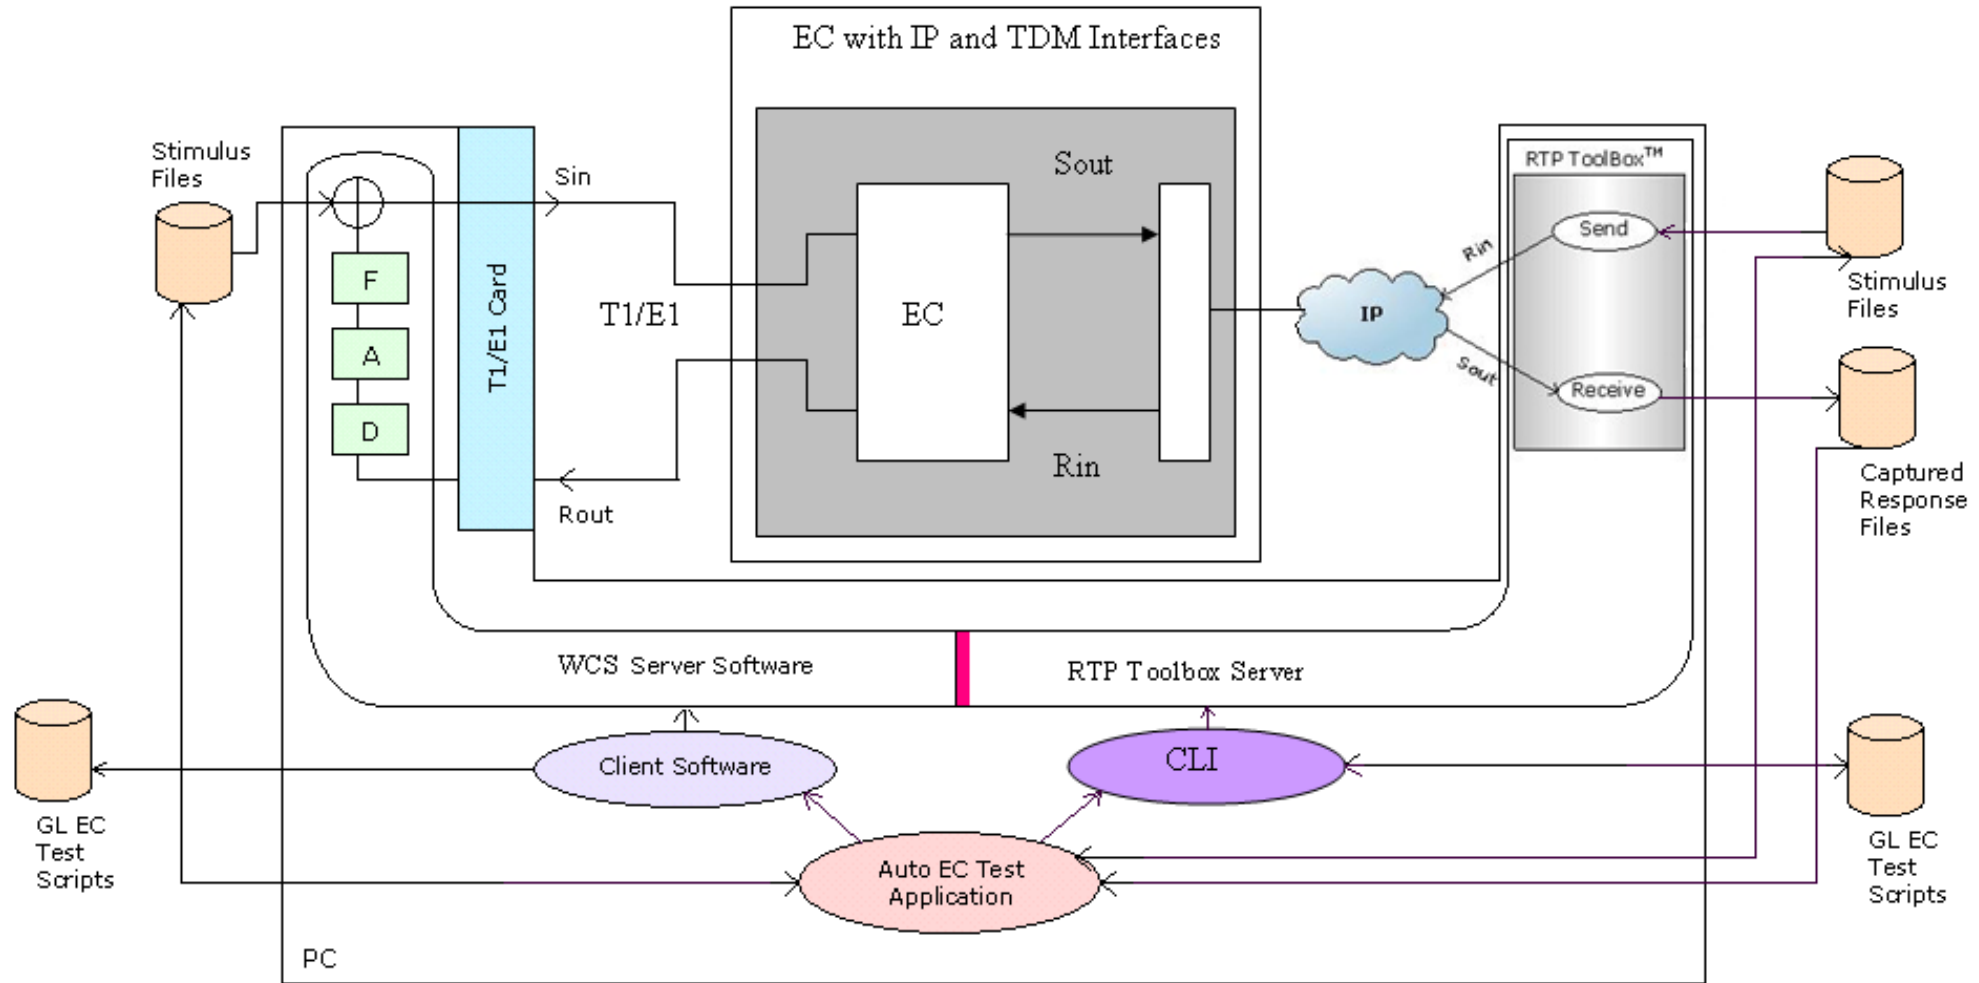 EC with IP and TDM Interfaces
Stimulus
Files
Sin
Sout
RTP ToolBox™
Send
Rin
F
T1/E1 Card
T1/E1
EC
IP
Stimulus
Files
A
Sout
Receive
D
Rin
Rout
Captured
Response
Files
WCS Server Software
RTP Toolbox Server
Client Software
CLI
GL EC
Test
Scripts
Auto EC Test
Application
GL EC
Test
Scripts
PC